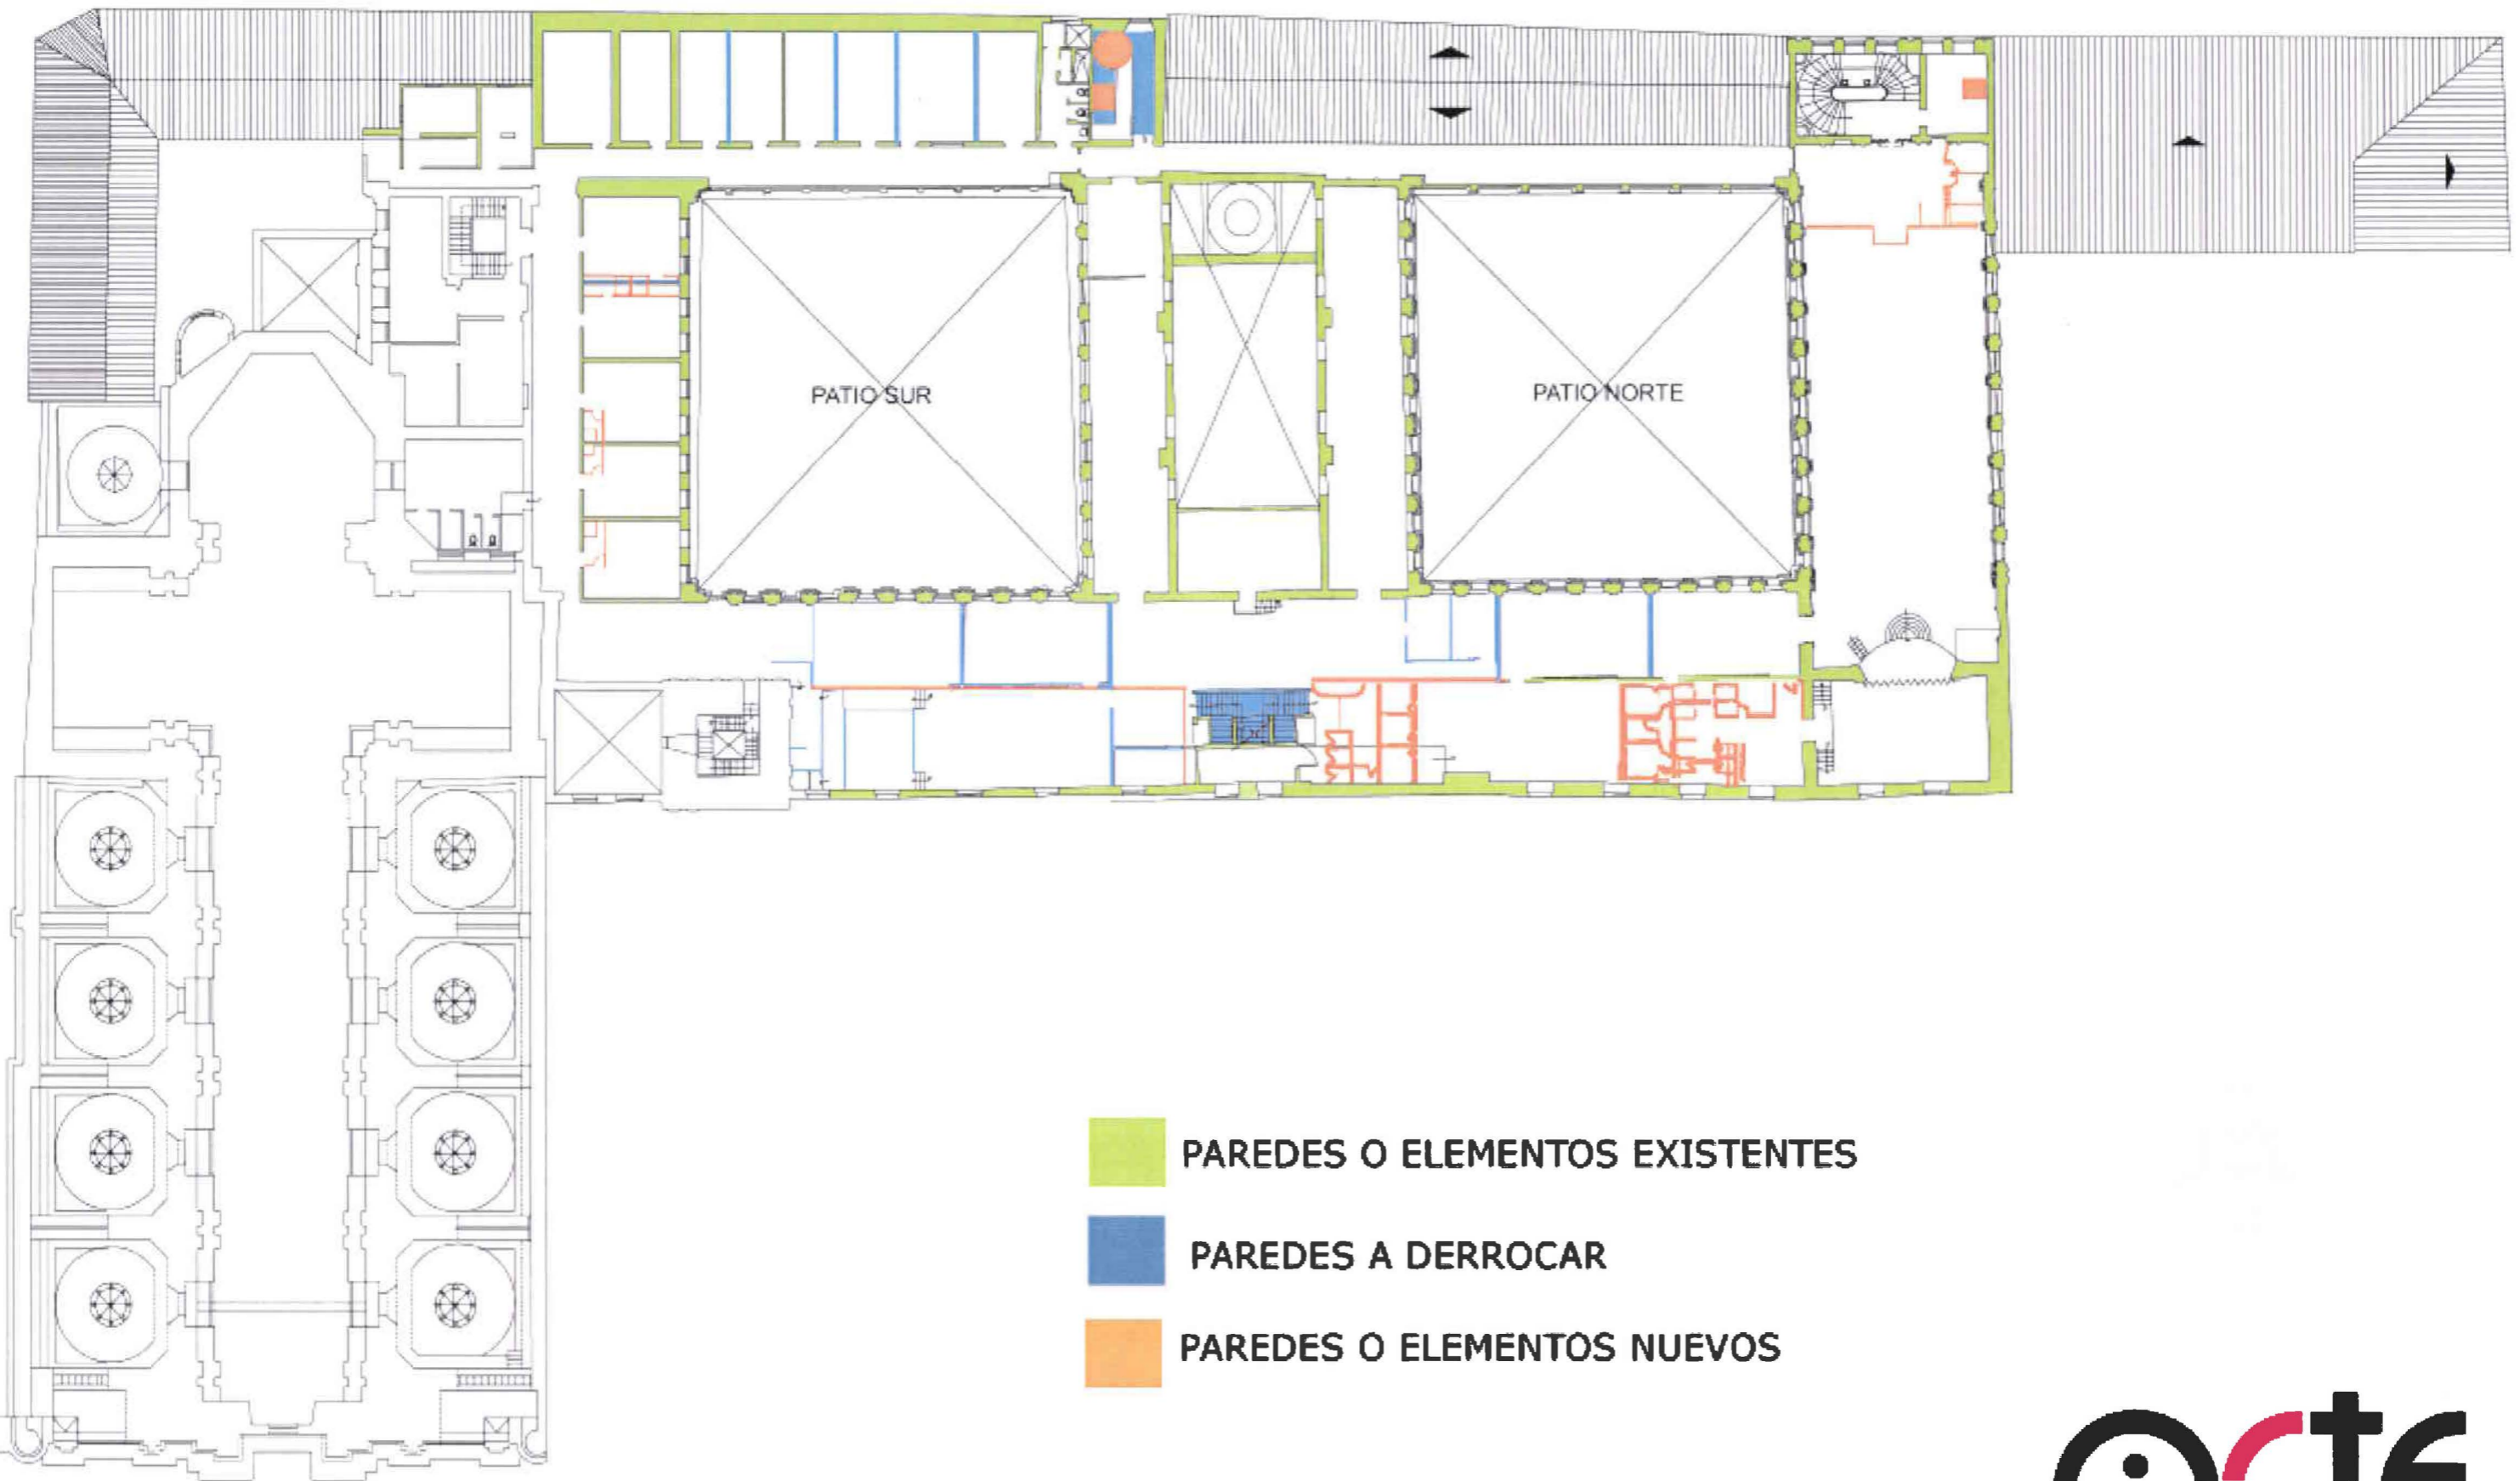 PATIO SUR
PATIO NORTE
PAREDES O ELEMENTOS EXISTENTES
PAREDES A DERROCAR
PAREDES O ELEMENTOS NUEVOS